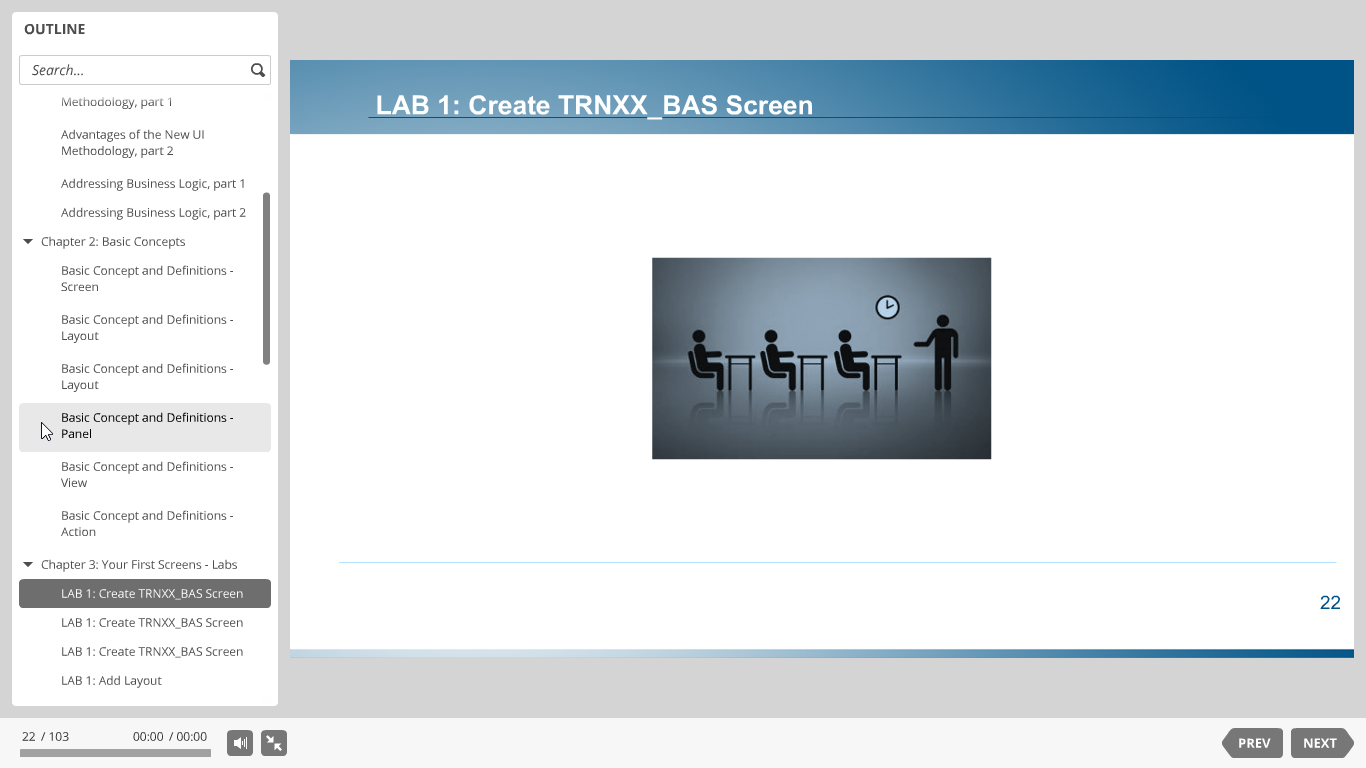 OUTLINE
Search...
Methodology, part 1
Advantages of the New UI
Methodology, part 2
Addressing Business Logic, part 1
Addressing Business Logic, part 2
Chapter 2: Basic Concepts
Basic Concept and Definitions -
Screen
Basic Concept and Definitions -
Layout
Basic Concept and Definitions -
Layout
Basic Concept and Definitions -
Panel
Basic Concept and Definitions -
View
Basic Concept and Definitions -
Action
Chapter 3: Your First Screens - Labs
LAB 1: Create TRNXX_BAS Screen
LAB 1: Create TRNXX_BAS Screen
LAB 1: Create TRNXX_BAS Screen
LAB 1: Add Layout
LAB 1: Create TRNXX_BAS Screen
22
22 / 103
00:00 / 00:00
PREV
NEXT